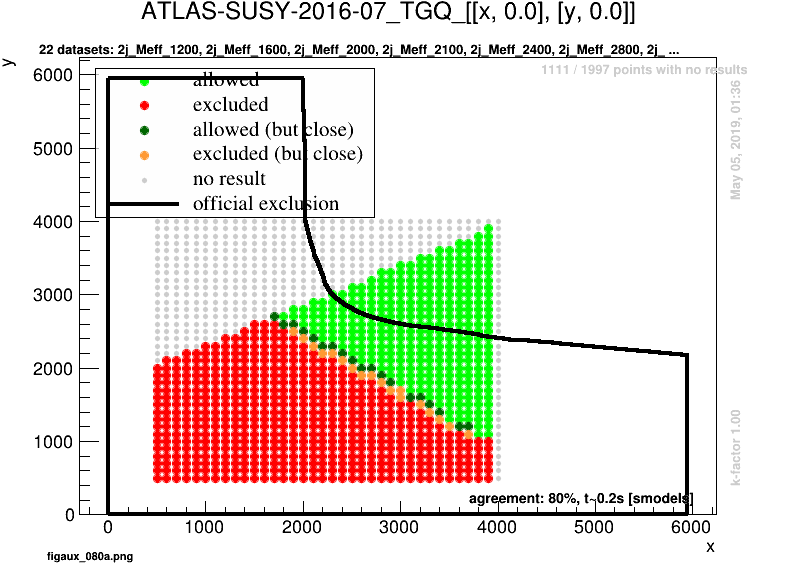 ATLAS-SUSY-2016-07_TGQ_[[x, 0.0], [y, 0.0]]
22 datasets: 2j_Meff_1200, 2j_Meff_1600, 2j_Meff_2000, 2j_Meff_2100, 2j_Meff_2400, 2j_Meff_2800, 2j_ ...
1111 / 1997 points with no results
y
6000
5000
4000
3000
2000
1000
0
allowed
excluded
allowed (but close)
excluded (but close)
no result
official exclusion
May 05, 2019, 01:36
k-factor 1.00
agreement: 80%, t~0.2s [smodels]
0 1000 2000 3000 4000 5000 6000
x
figaux_080a.png